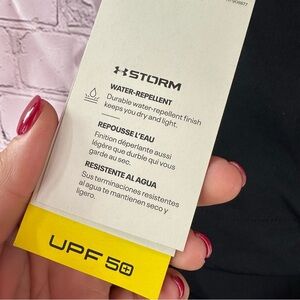 STORM
WATER-REPELLENT
Durable water-repellent finish
keeps you dry and light.
REPOUSSE L'EAU
Finition déperlante aussi
légère que durable qui vous
garde au sec.
RESISTENTE AL AGUA
Sus terminaciones resistentes
al agua te mantienen seco y
ligero.
UPF 50+